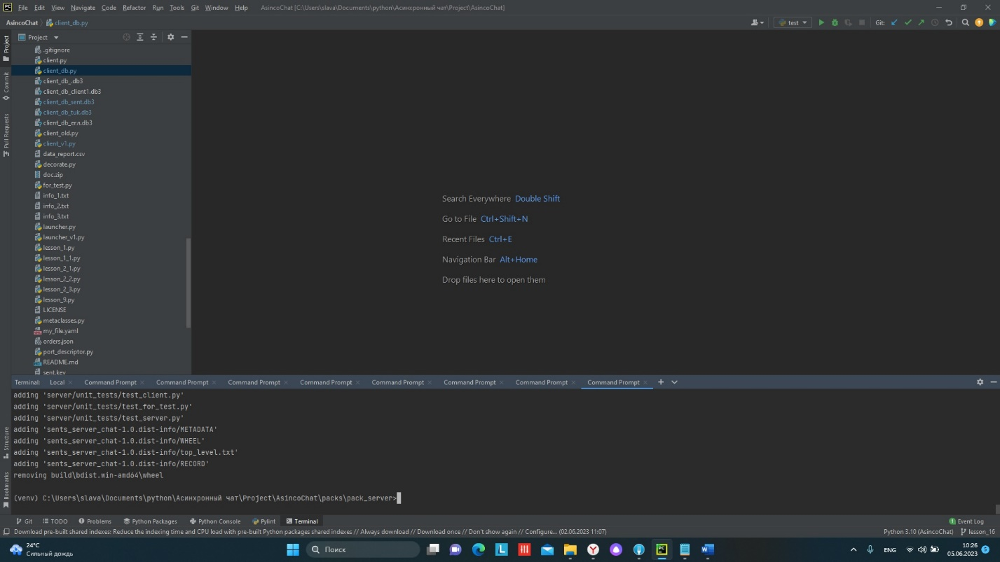 File Edit View Navigate Code Refactor Run Tools Git Window Help AsincoChat [C:\Users\slava\Documents\python\Асинхронный чат\Project\AsincoChat]
AsincoChat client_db.py test Git:
Project
Project
Commit
Pull Requests
.gitignore
client.py
client_db.py
client_db_.db3
client_db_client1.db3
client_db_sent.db3
client_db_tuk.db3
client_db_егл.db3
client_old.py
client_v1.py
data_report.csv
decorate.py
doc.zip
for_test.py
info_1.txt
info_2.txt
info_3.txt
launcher.py
launcher_v1.py
lesson_1.py
lesson_1_1.py
lesson_2_1.py
lesson_2_2.py
lesson_2_3.py
lesson_9.py
LICENSE
metaclasses.py
my_file.yaml
orders.json
port_descriptor.py
README.md
sent.key
Search Everywhere Double Shift
Go to File Ctrl+Shift+N
Recent Files Ctrl+E
Navigation Bar Alt+Home
Drop files here to open them
Terminal: Local Command Prompt Command Prompt Command Prompt Command Prompt Command Prompt Command Prompt Command Prompt Command Prompt
adding 'server/unit_tests/test_client.py'
adding 'server/unit_tests/test_for_test.py'
adding 'server/unit_tests/test_server.py'
adding 'sents_server_chat-1.0.dist-info/METADATA'
adding 'sents_server_chat-1.0.dist-info/WHEEL'
adding 'sents_server_chat-1.0.dist-info/top_level.txt'
adding 'sents_server_chat-1.0.dist-info/RECORD'
removing build\bdist.win-amd64\wheel
(venv) C:\Users\slava\Documents\python\Асинхронный чат\Project\AsincoChat\packs\pack_server>
Structure
Bookmarks
Git TODO Problems Python Packages Python Console Pylint Terminal 1 Event Log
Download pre-built shared indexes: Reduce the indexing time and CPU load with pre-built Python packages shared indexes // Always download // Download once // Don't show again // Configure... (02.06.2023 11:07) Python 3.10 (AsincoChat) lesson_16
24°C
Сильный дождь
Поиск
ENG
10:26
05.06.2023
5